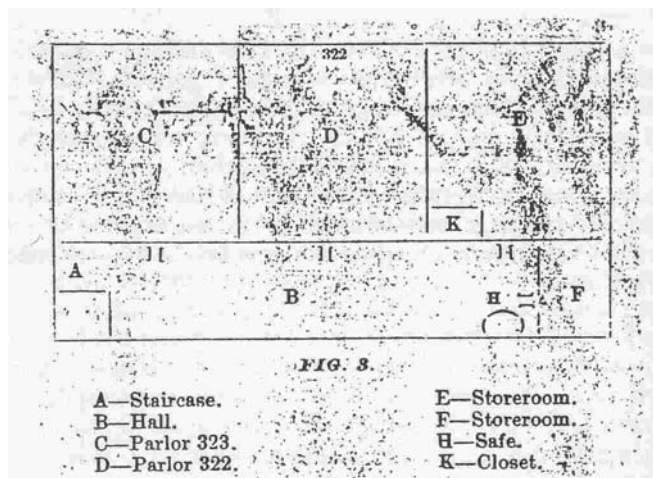 322
C D E
K
A
B H F
FIG. 3.
A—Staircase.
B—Hall.
C—Parlor 323.
D—Parlor 322.
E—Storeroom.
F—Storeroom.
H—Safe.
K—Closet.